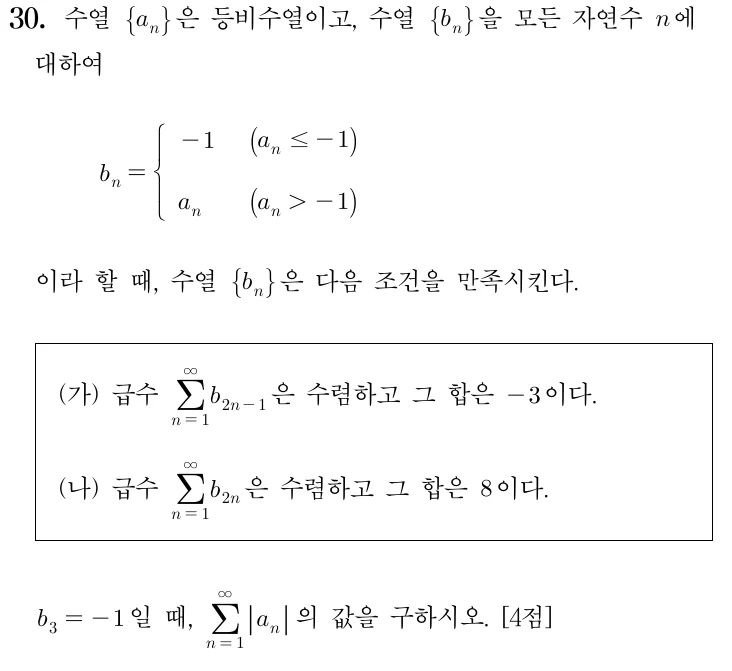 30. 수열 {aₙ}은 등비수열이고, 수열 {bₙ}을 모든 자연수 n에
대하여
bₙ = { −1 (aₙ ≤ −1)
aₙ (aₙ > −1)
이라 할 때, 수열 {bₙ}은 다음 조건을 만족시킨다.
(가) 급수 ∑_{n=1}^{∞} b_{2n−1}은 수렴하고 그 합은 −3이다.
(나) 급수 ∑_{n=1}^{∞} b_{2n}은 수렴하고 그 합은 8이다.
b₃ = −1일 때, ∑_{n=1}^{∞} |aₙ|의 값을 구하시오. [4점]